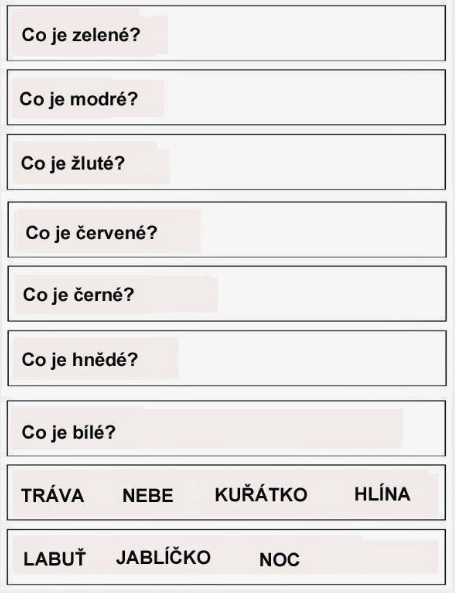 Co je zelené?
Co je modré?
Co je žluté?
Co je červené?
Co je černé?
Co je hnědé?
Co je bílé?
TRÁVA NEBE KUŘÁTKO HLÍNA
LABUŤ JABLÍČKO NOC